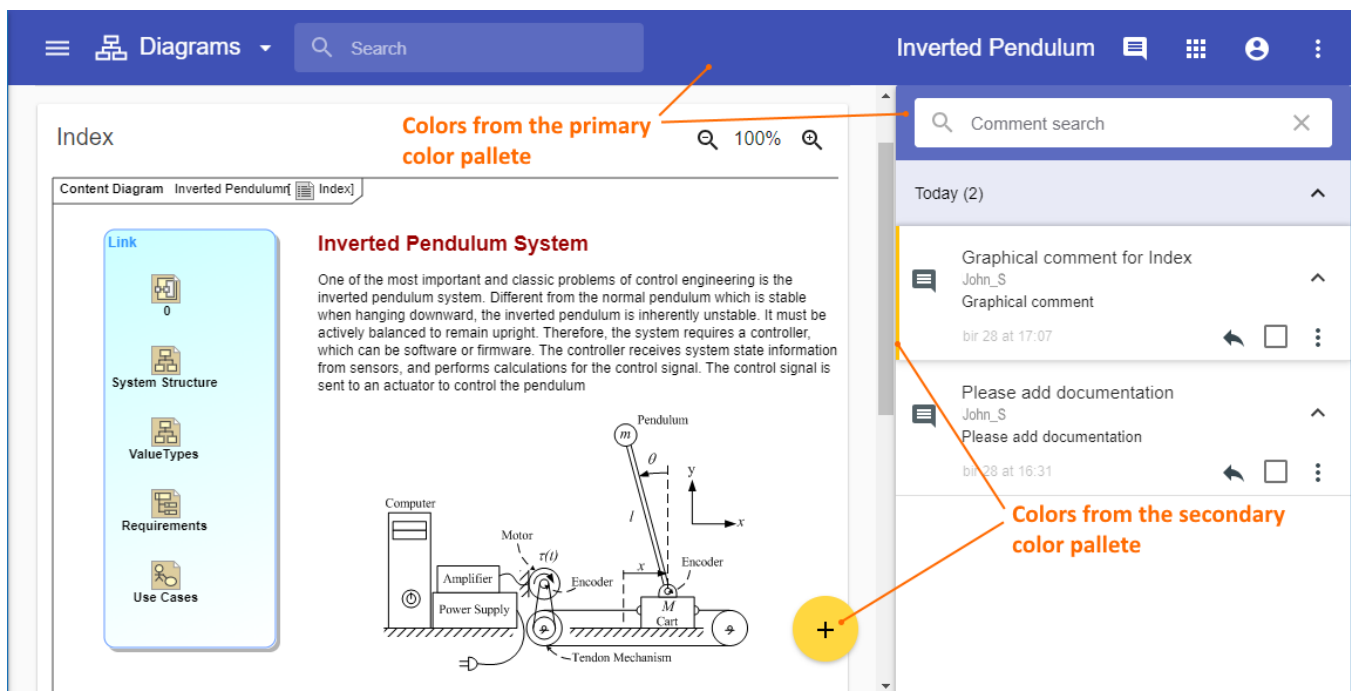 Diagrams
Search
Inverted Pendulum
Colors from the primary
color pallete
Index
100%
Comment search
Content Diagram Inverted Pendulum[ Index]
Today (2)
Link
0
System Structure
ValueTypes
Requirements
Use Cases
Inverted Pendulum System
One of the most important and classic problems of control engineering is the
inverted pendulum system. Different from the normal pendulum which is stable
when hanging downward, the inverted pendulum is inherently unstable. It must be
actively balanced to remain upright. Therefore, the system requires a controller,
which can be software or firmware. The controller receives system state information
from sensors, and performs calculations for the control signal. The control signal is
sent to an actuator to control the pendulum
Pendulum
m
θ
y
l
x
Computer
Motor
τ(t)
Encoder
x
Encoder
Amplifier
Power Supply
M
Cart
Tendon Mechanism
+
Graphical comment for Index
John_S
Graphical comment
bir 28 at 17:07
Please add documentation
John_S
Please add documentation
bir 28 at 16:31
Colors from the secondary
color pallete